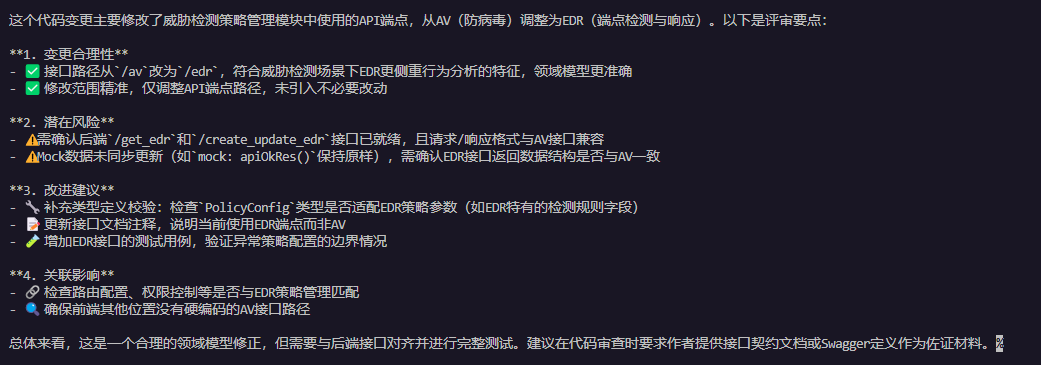 这个代码变更主要修改了威胁检测策略管理模块中使用的API端点，从AV（防病毒）调整为EDR（端点检测与响应）。以下是评审要点：
**1. 变更合理性**
- ✅ 接口路径从`/av`改为`/edr`，符合威胁检测场景下EDR更侧重行为分析的特征，领域模型更准确
- ✅ 修改范围精准，仅调整API端点路径，未引入不必要改动
**2. 潜在风险**
- ⚠️需确认后端`/get_edr`和`/create_update_edr`接口已就绪，且请求/响应格式与AV接口兼容
- ⚠️Mock数据未同步更新（如`mock: apiOkRes()`保持原样），需确认EDR接口返回数据结构是否与AV一致
**3. 改进建议**
- 🔧 补充类型定义校验：检查`PolicyConfig`类型是否适配EDR策略参数（如EDR特有的检测规则字段）
- 📝 更新接口文档注释，说明当前使用EDR端点而非AV
- 🧪 增加EDR接口的测试用例，验证异常策略配置的边界情况
**4. 关联影响**
- 🔗 检查路由配置、权限控制等是否与EDR策略管理匹配
- 🔍 确保前端其他位置没有硬编码的AV接口路径
总体来看，这是一个合理的领域模型修正，但需要与后端接口对齐并进行完整测试。建议在代码审查时要求作者提供接口契约文档或Swagger定义作为佐证材料。%